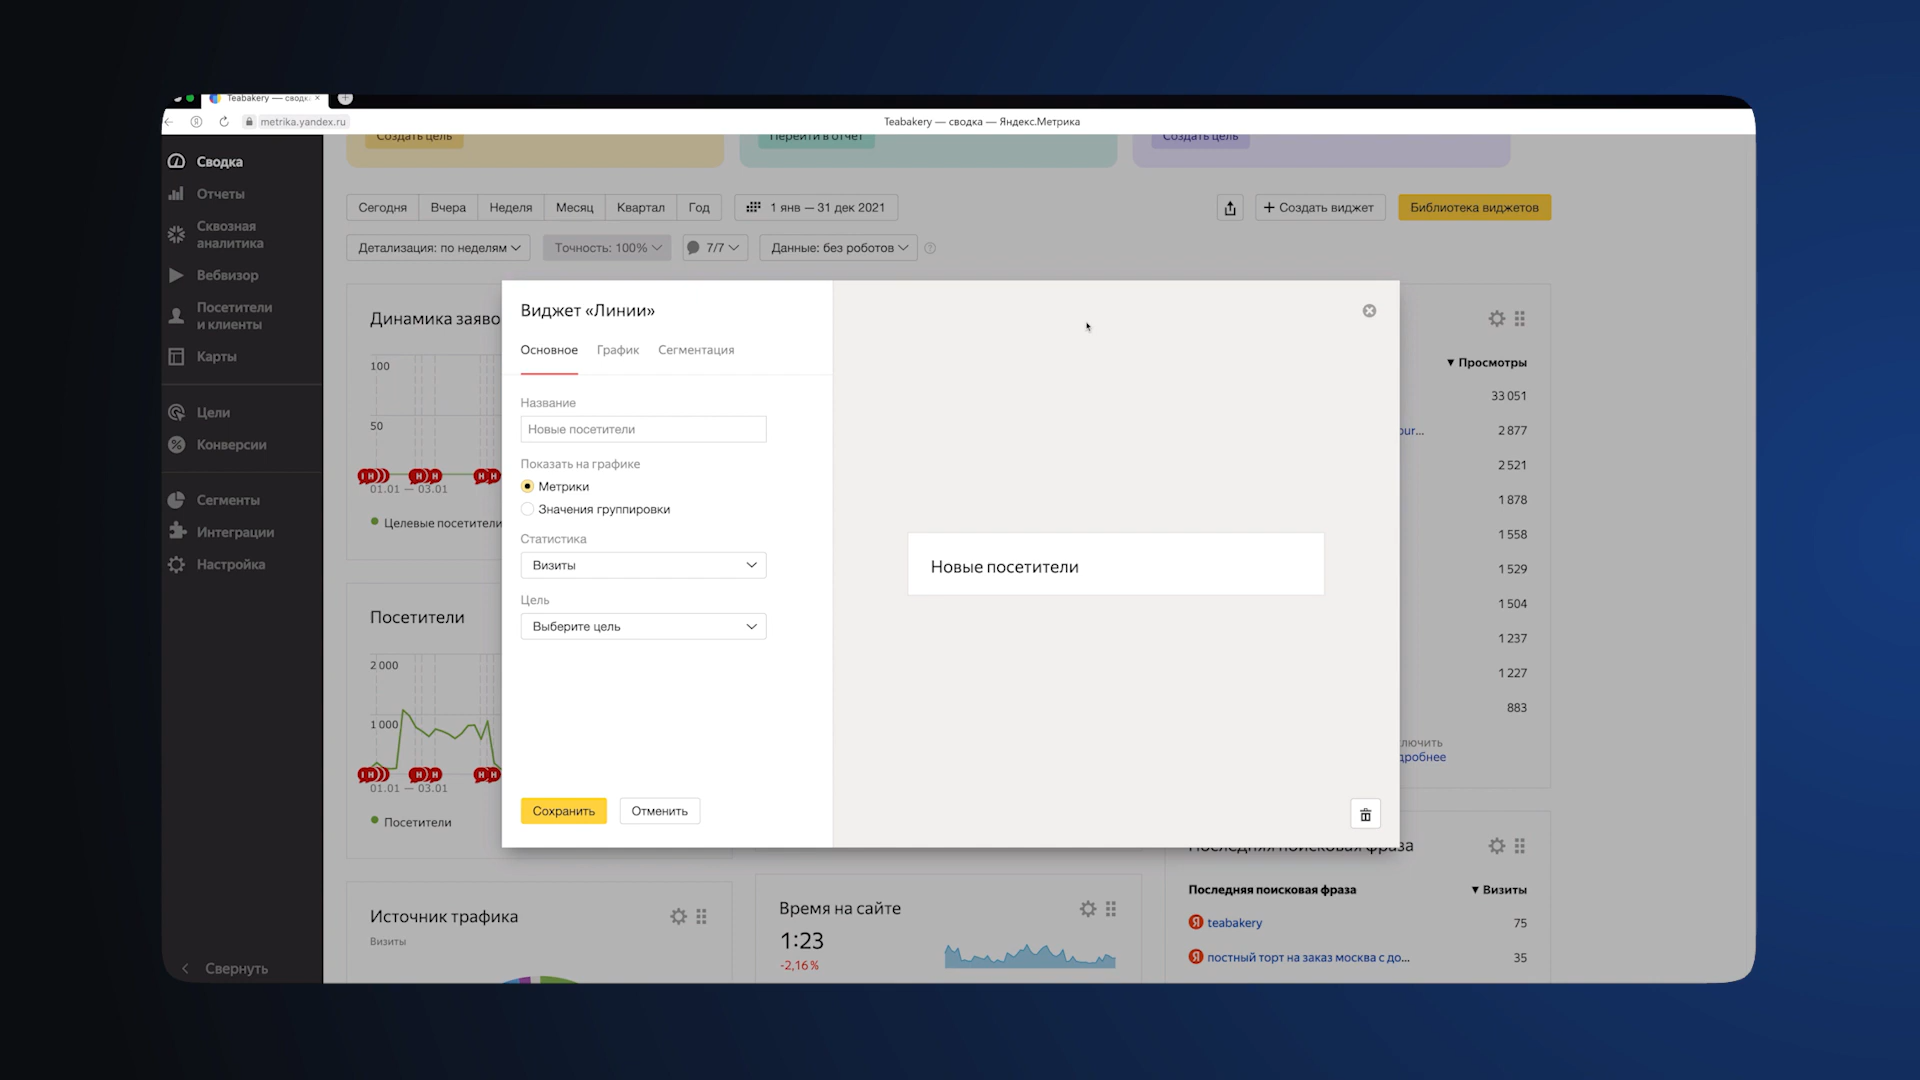 Teabakery — сводк
metrika.yandex.ru
Teabakery — сводка — Яндекс.Метрика
Создать цель
Перейти в отчет
Создать цель
Сводка
Отчеты
Сквозная
аналитика
Вебвизор
Посетители
и клиенты
Карты
Цели
Конверсии
Сегменты
Интеграции
Настройка
Свернуть
Сегодня Вчера Неделя Месяц Квартал Год 1 янв — 31 дек 2021
+ Создать виджет Библиотека виджетов
Детализация: по неделям Точность: 100% 7/7 Данные: без роботов
Динамика заяво
100
50
01.01 — 03.01
Целевые посетители
Посетители
2 000
1 000
01.01 — 03.01
Посетители
Источник трафика
Визиты
Виджет «Линии»
Основное График Сегментация
Название
Новые посетители
Показать на графике
Метрики
Значения группировки
Статистика
Визиты
Цель
Выберите цель
Сохранить Отменить
Новые посетители
Время на сайте
1:23
-2,16 %
▼ Просмотры
33 051
our... 2 877
2 521
1 878
1 558
1 529
1 504
1 237
1 227
883
лючить
дробнее
Последняя поисковая фраза
Последняя поисковая фраза ▼ Визиты
Я teabakery 75
Я постный торт на заказ москва с до... 35